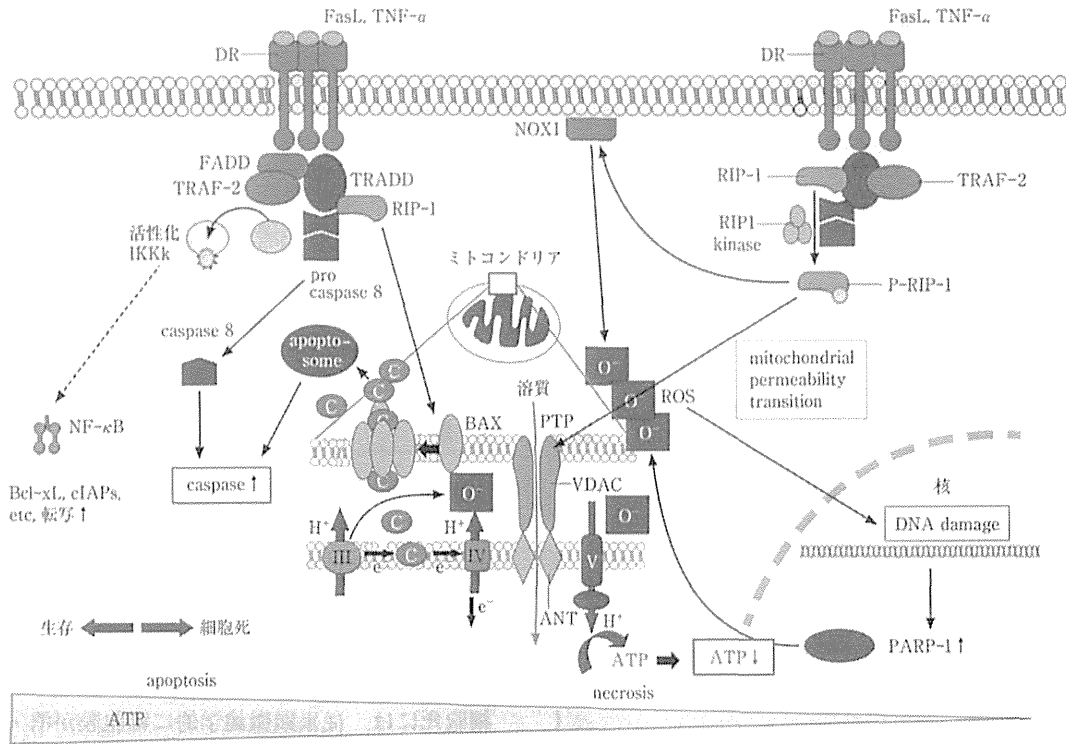 FasL, TNF-α
DR
FADD
TRAF-2
TRADD
RIP-1
活性化
IKKk
pro
caspase 8
caspase 8
apopto-
some
NF-κB
Bcl-xL, cIAPs,
etc, 転写↑
caspase↑
ミトコンドリア
C
C
C
C
C
C
BAX
溶質
PTP
VDAC
ANT
O⁻
O⁻
H⁺
H⁺
H⁺
III
e⁻
e⁻
e⁻
IV
V
ATP
ATP↓
FasL, TNF-α
DR
NOX1
RIP-1
TRAF-2
RIP1
kinase
P-RIP-1
O⁻
O⁻
O⁻
ROS
mitochondrial
permeability
transition
核
DNA damage
PARP-1↑
生存
細胞死
apoptosis
necrosis
ATP